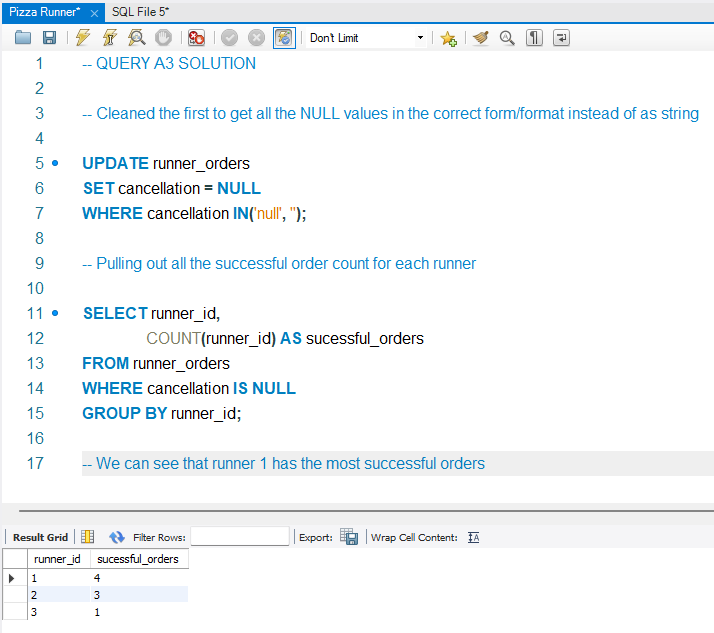 Pizza Runner* × SQL File 5*
Don't Limit
1 -- QUERY A3 SOLUTION
2
3 -- Cleaned the first to get all the NULL values in the correct form/format instead of as string
4
5 UPDATE runner_orders
6 SET cancellation = NULL
7 WHERE cancellation IN('null', '');
8
9 -- Pulling out all the successful order count for each runner
10
11 SELECT runner_id,
12 COUNT(runner_id) AS sucessful_orders
13 FROM runner_orders
14 WHERE cancellation IS NULL
15 GROUP BY runner_id;
16
17 -- We can see that runner 1 has the most successful orders
Result Grid Filter Rows: Export: Wrap Cell Content: IA
runner_id sucessful_orders
1 4
2 3
3 1